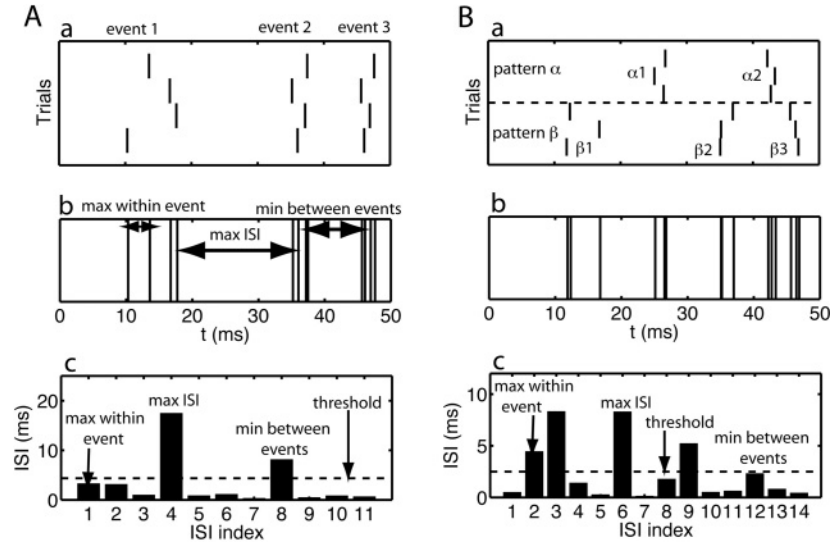 A
event 1 event 2 event 3
a
Trials
b
max within event
min between events
max ISI
0 10 20 30 40 50
t (ms)
c
20
10
0
ISI (ms)
max within
event
max ISI
min between
events
threshold
1 2 3 4 5 6 7 8 9 10 11
ISI index
B
a
pattern α
α1
α2
pattern β
β1
β2
β3
Trials
b
0 10 20 30 40 50
t (ms)
c
10
5
0
ISI (ms)
max within
event
max ISI
threshold
min between
events
1 2 3 4 5 6 7 8 9 10 11 12 13 14
ISI index